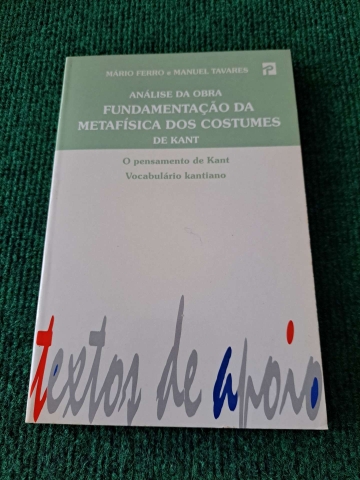 MÁRIO FERRO e MANUEL TAVARES
ANÁLISE DA OBRA
FUNDAMENTAÇÃO DA
METAFÍSICA DOS COSTUMES
DE KANT
O pensamento de Kant
Vocabulário kantiano
textos de apoio